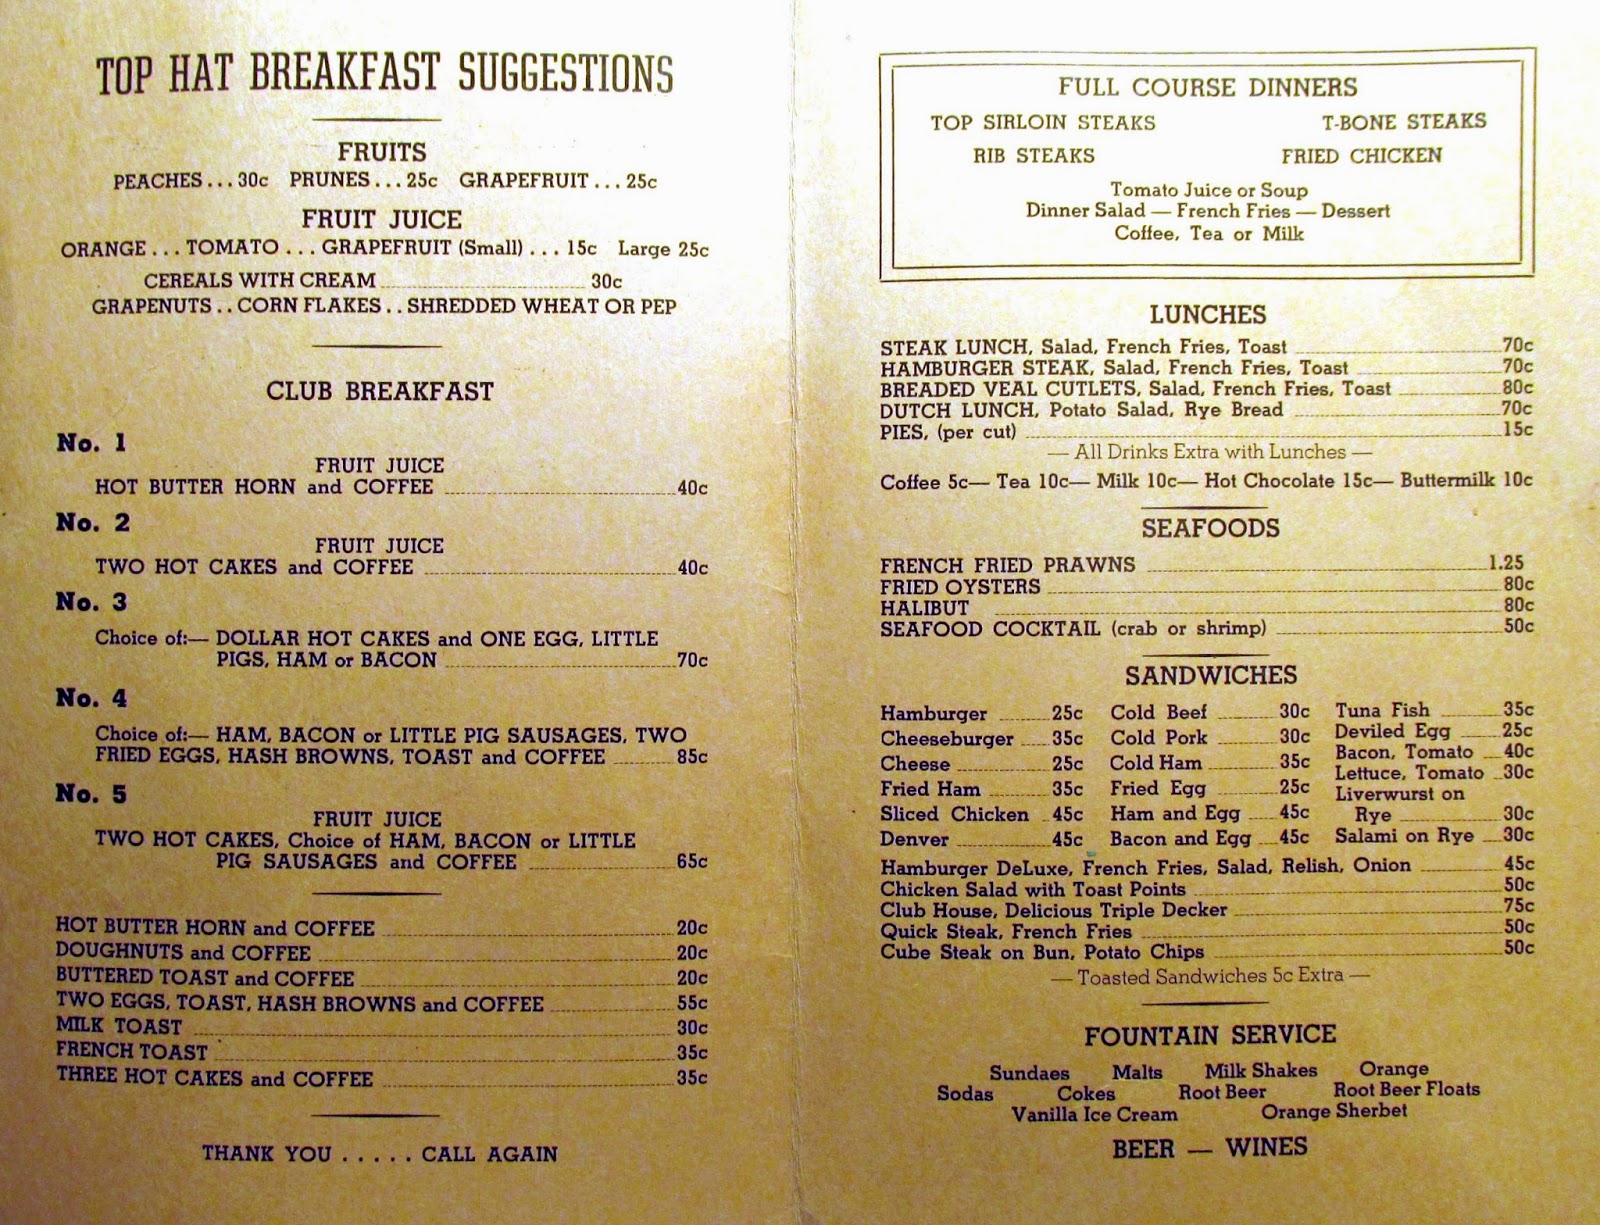 TOP HAT BREAKFAST SUGGESTIONS
FRUITS
PEACHES ... 30c PRUNES ... 25c GRAPEFRUIT ... 25c
FRUIT JUICE
ORANGE ... TOMATO ... GRAPEFRUIT (Small) ... 15c Large 25c
CEREALS WITH CREAM 30c
GRAPENUTS .. CORN FLAKES .. SHREDDED WHEAT OR PEP
CLUB BREAKFAST
No. 1
FRUIT JUICE
HOT BUTTER HORN and COFFEE 40c
No. 2
FRUIT JUICE
TWO HOT CAKES and COFFEE 40c
No. 3
Choice of:— DOLLAR HOT CAKES and ONE EGG, LITTLE
PIGS, HAM or BACON 70c
No. 4
Choice of:— HAM, BACON or LITTLE PIG SAUSAGES, TWO
FRIED EGGS, HASH BROWNS, TOAST and COFFEE 85c
No. 5
FRUIT JUICE
TWO HOT CAKES, Choice of HAM, BACON or LITTLE
PIG SAUSAGES and COFFEE 65c
HOT BUTTER HORN and COFFEE 20c
DOUGHNUTS and COFFEE 20c
BUTTERED TOAST and COFFEE 20c
TWO EGGS, TOAST, HASH BROWNS and COFFEE 55c
MILK TOAST 30c
FRENCH TOAST 35c
THREE HOT CAKES and COFFEE 35c
THANK YOU ..... CALL AGAIN
FULL COURSE DINNERS
TOP SIRLOIN STEAKS T-BONE STEAKS
RIB STEAKS FRIED CHICKEN
Tomato Juice or Soup
Dinner Salad — French Fries — Dessert
Coffee, Tea or Milk
LUNCHES
STEAK LUNCH, Salad, French Fries, Toast 70c
HAMBURGER STEAK, Salad, French Fries, Toast 70c
BREADED VEAL CUTLETS, Salad, French Fries, Toast 80c
DUTCH LUNCH, Potato Salad, Rye Bread 70c
PIES, (per cut) 15c
— All Drinks Extra with Lunches —
Coffee 5c— Tea 10c— Milk 10c— Hot Chocolate 15c— Buttermilk 10c
SEAFOODS
FRENCH FRIED PRAWNS 1.25
FRIED OYSTERS 80c
HALIBUT 80c
SEAFOOD COCKTAIL (crab or shrimp) 50c
SANDWICHES
Hamburger 25c
Cheeseburger 35c
Cheese 25c
Fried Ham 35c
Sliced Chicken 45c
Denver 45c
Cold Beef 30c
Cold Pork 30c
Cold Ham 35c
Fried Egg 25c
Ham and Egg 45c
Bacon and Egg 45c
Tuna Fish 35c
Deviled Egg 25c
Bacon, Tomato 40c
Lettuce, Tomato 30c
Liverwurst on
Rye 30c
Salami on Rye 30c
Hamburger DeLuxe, French Fries, Salad, Relish, Onion 45c
Chicken Salad with Toast Points 50c
Club House, Delicious Triple Decker 75c
Quick Steak, French Fries 50c
Cube Steak on Bun, Potato Chips 50c
— Toasted Sandwiches 5c Extra —
FOUNTAIN SERVICE
Sundaes Malts Milk Shakes Orange
Sodas Cokes Root Beer Root Beer Floats
Vanilla Ice Cream Orange Sherbet
BEER — WINES